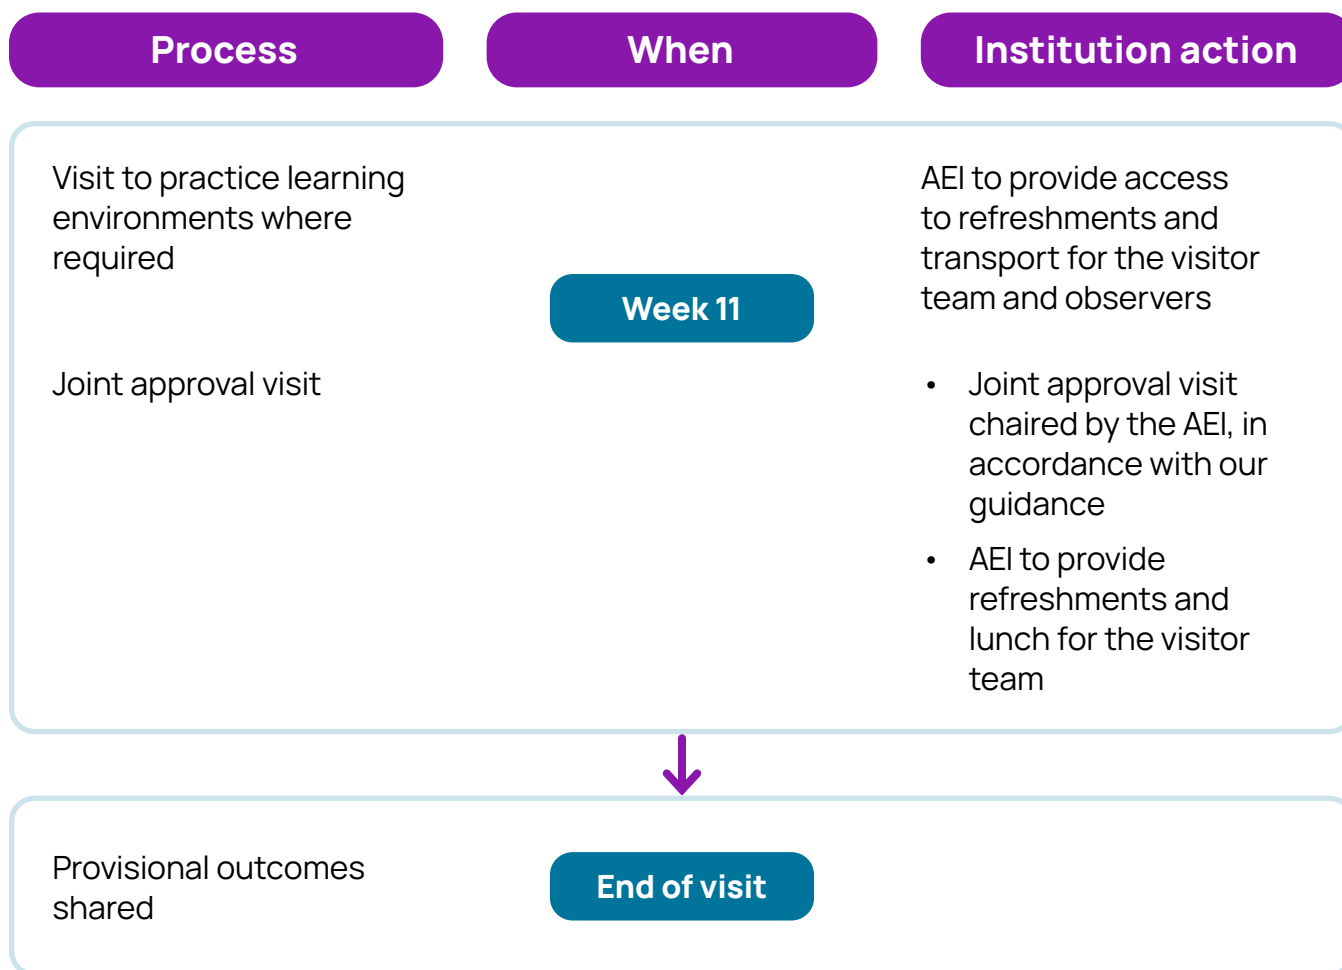 Process
When
Institution action
Visit to practice learning
environments where
required
Week 11
AEI to provide access
to refreshments and
transport for the visitor
team and observers
Joint approval visit
• Joint approval visit
chaired by the AEI, in
accordance with our
guidance
• AEI to provide
refreshments and
lunch for the visitor
team
Provisional outcomes
shared
End of visit